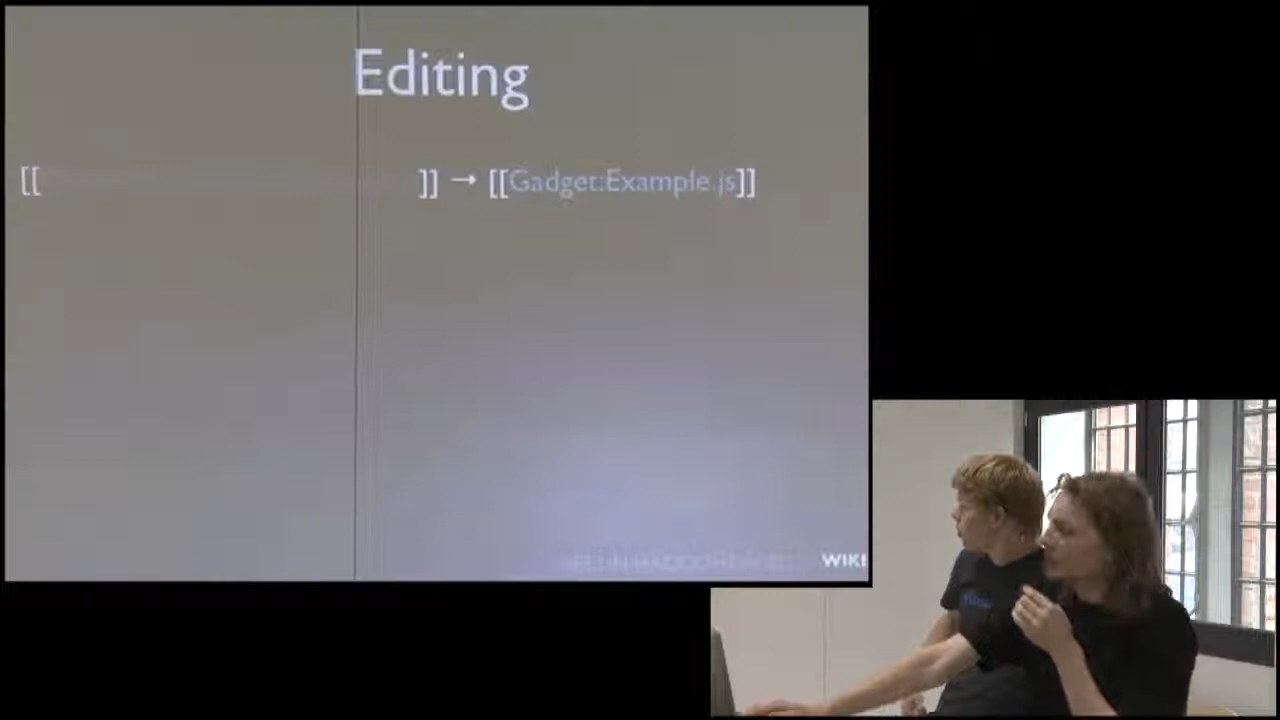 Editing
[[ ]] → [[Gadget:Example.js]]
WIKI